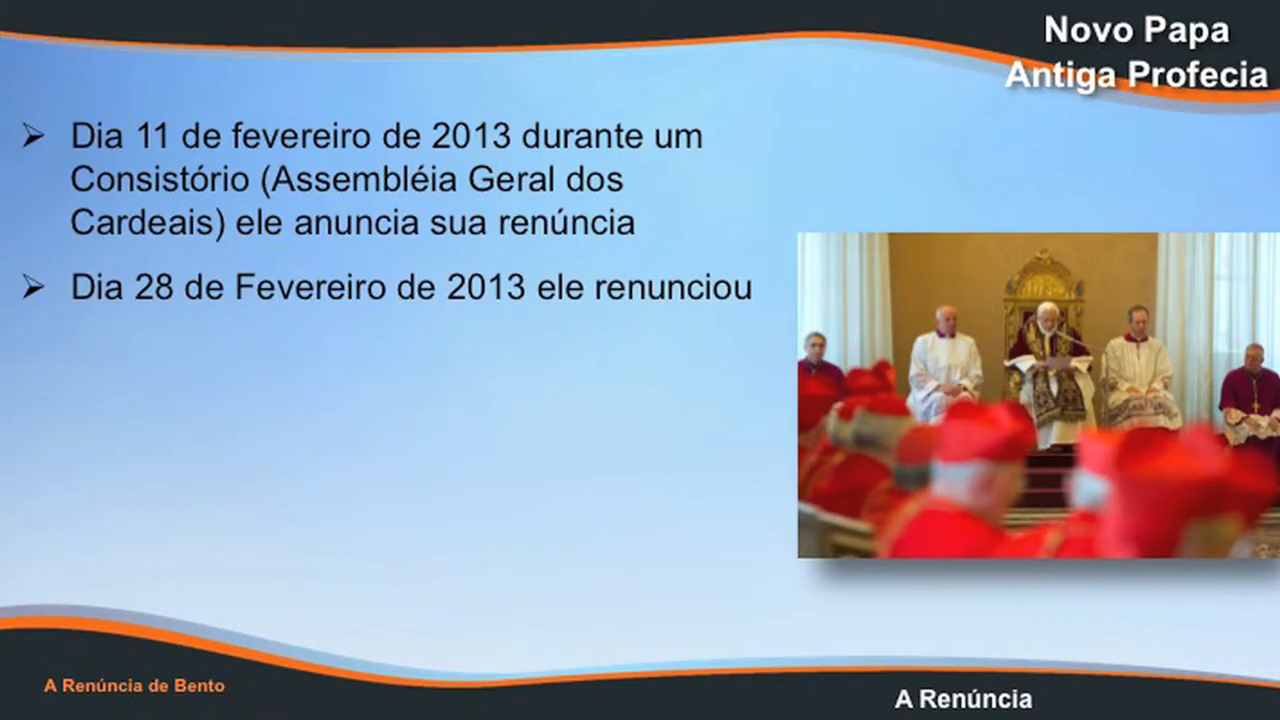 Novo Papa
Antiga Profecia
➢ Dia 11 de fevereiro de 2013 durante um
Consistório (Assembléia Geral dos
Cardeais) ele anuncia sua renúncia
➢ Dia 28 de Fevereiro de 2013 ele renunciou
A Renúncia de Bento
A Renúncia